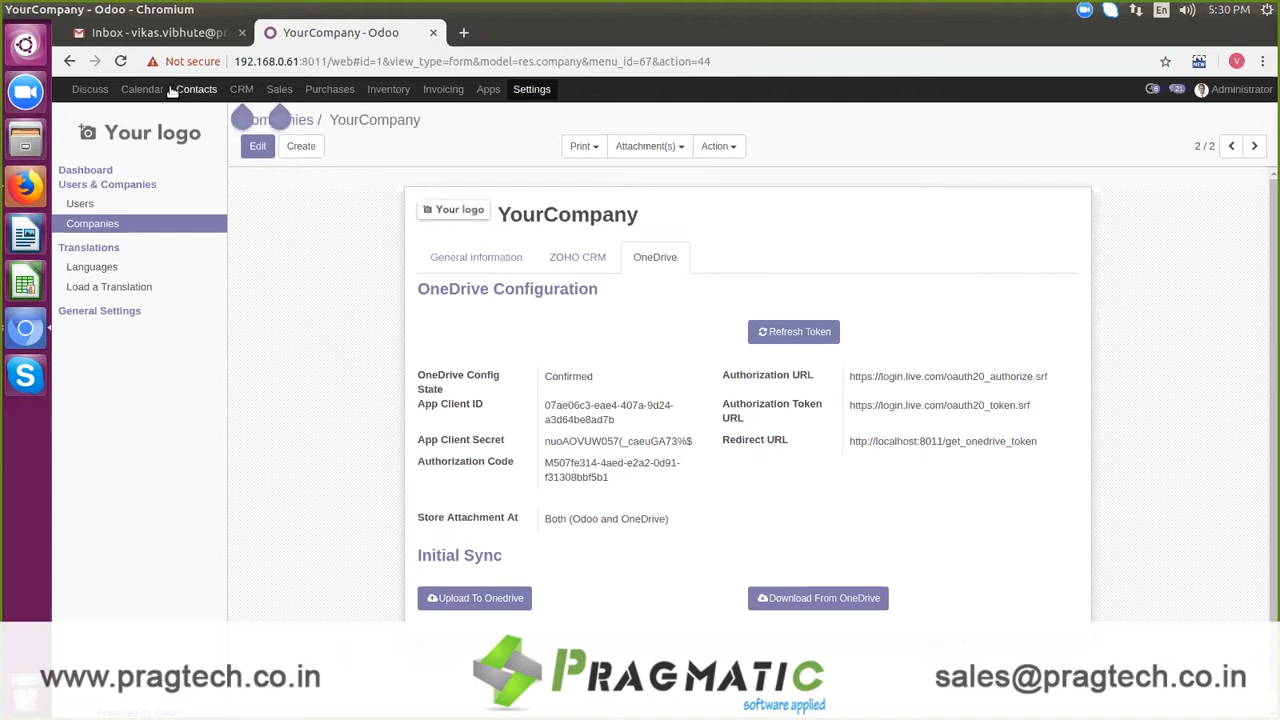 YourCompany - Odoo - Chromium
En 5:30 PM
Inbox - vikas.vibhute@pr
YourCompany - Odoo
Not secure 192.168.0.61:8011/web#id=1&view_type=form&model=res.company&menu_id=67&action=44
V
Discuss Calendar Contacts CRM Sales Purchases Inventory Invoicing Apps Settings Administrator
Your logo
Companies / YourCompany
Edit Create Print Attachment(s) Action 2 / 2
Dashboard
Users & Companies
Users
Companies
Translations
Languages
Load a Translation
General Settings
Your logo YourCompany
General information ZOHO CRM OneDrive
OneDrive Configuration
Refresh Token
OneDrive Config State Confirmed
Authorization URL https://login.live.com/oauth20_authorize.srf
App Client ID 07ae06c3-eae4-407a-9d24-a3d64be8ad7b
Authorization Token URL https://login.live.com/oauth20_token.srf
App Client Secret nuoAOVUW057(_caeuGA73%$
Redirect URL http://localhost:8011/get_onedrive_token
Authorization Code M507fe314-4aed-e2a2-0d91-f31308bbf5b1
Store Attachment At Both (Odoo and OneDrive)
Initial Sync
Upload To Onedrive Download From OneDrive
www.pragtech.co.in
PRAGMATIC
software applied
sales@pragtech.co.in
Powered by Odoo